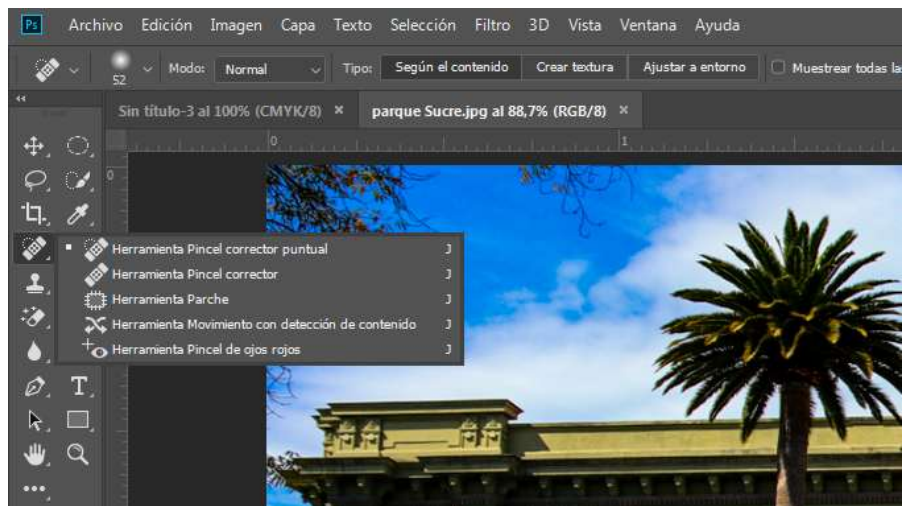 Ps Archivo Edición Imagen Capa Texto Selección Filtro 3D Vista Ventana Ayuda
52 Modo: Normal Tipo: Según el contenido Crear textura Ajustar a entorno Muestrear todas la
Sin título-3 al 100% (CMYK/8) × parque Sucre.jpg al 88,7% (RGB/8) ×
0 1
0
Herramienta Pincel corrector puntual J
Herramienta Pincel corrector J
Herramienta Parche J
Herramienta Movimiento con detección de contenido J
Herramienta Pincel de ojos rojos J
T